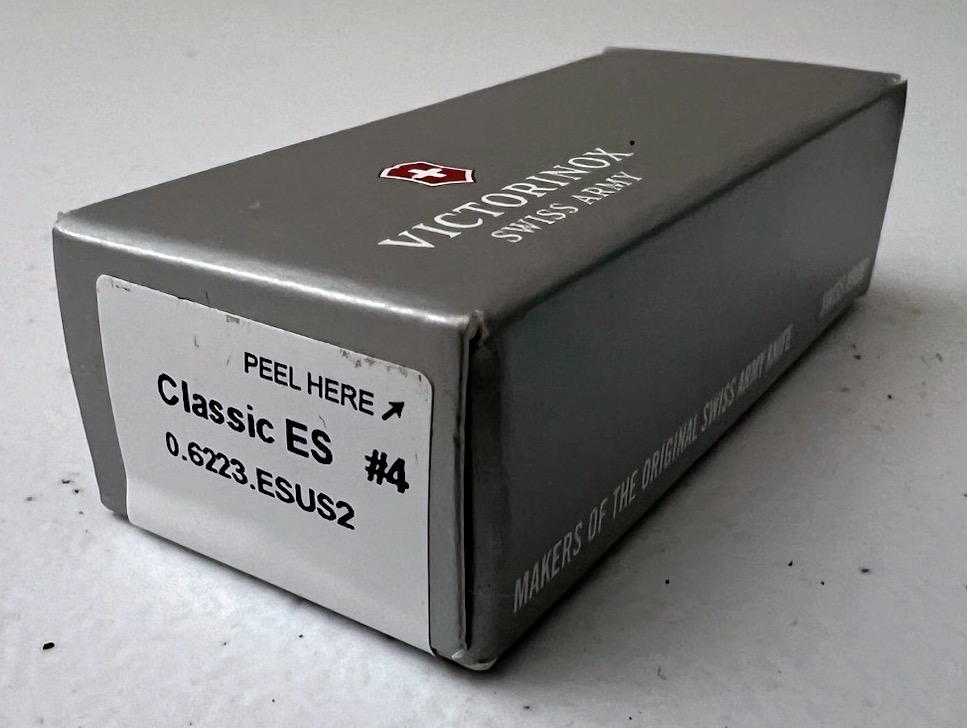 VICTORINOX
SWISS ARMY
PEEL HERE ↗
Classic ES #4
0.6223.ESUS2
MAKERS OF THE ORIGINAL SWISS ARMY KNIFE